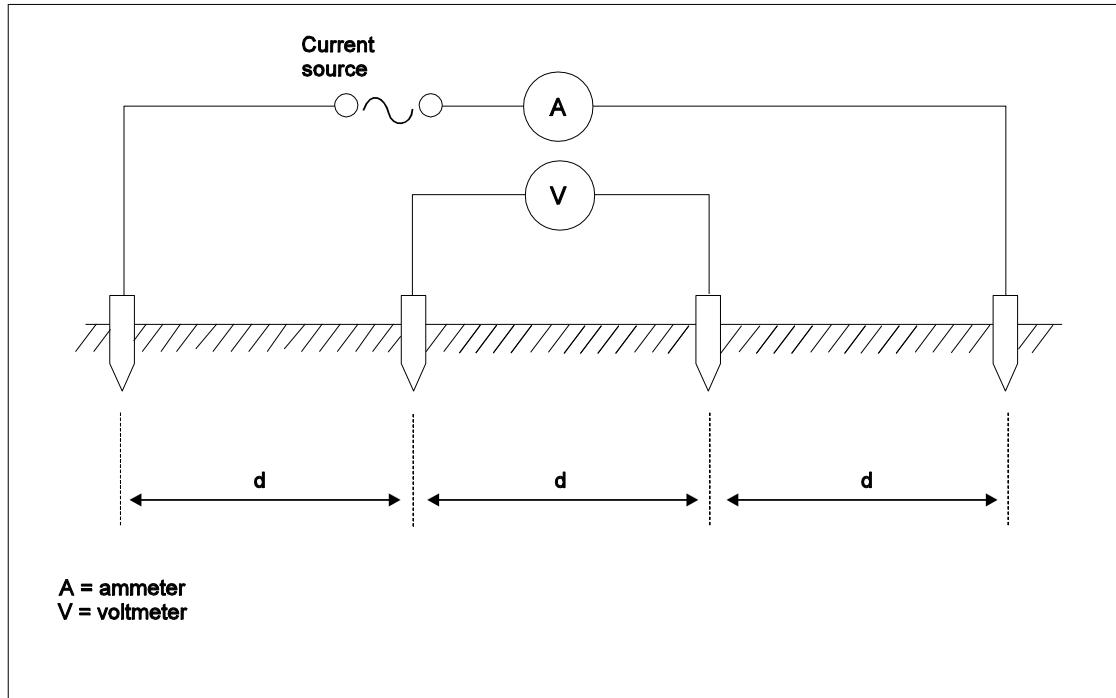 Current
source
A
V
d d d
A = ammeter
V = voltmeter